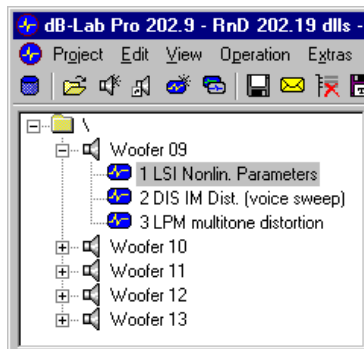 dB-Lab Pro 202.9 - RnD 202.19 dlls -
Project Edit View Operation Extras
\
Woofer 09
1 LSI Nonlin. Parameters
2 DIS IM Dist. (voice sweep)
3 LPM multitone distortion
Woofer 10
Woofer 11
Woofer 12
Woofer 13